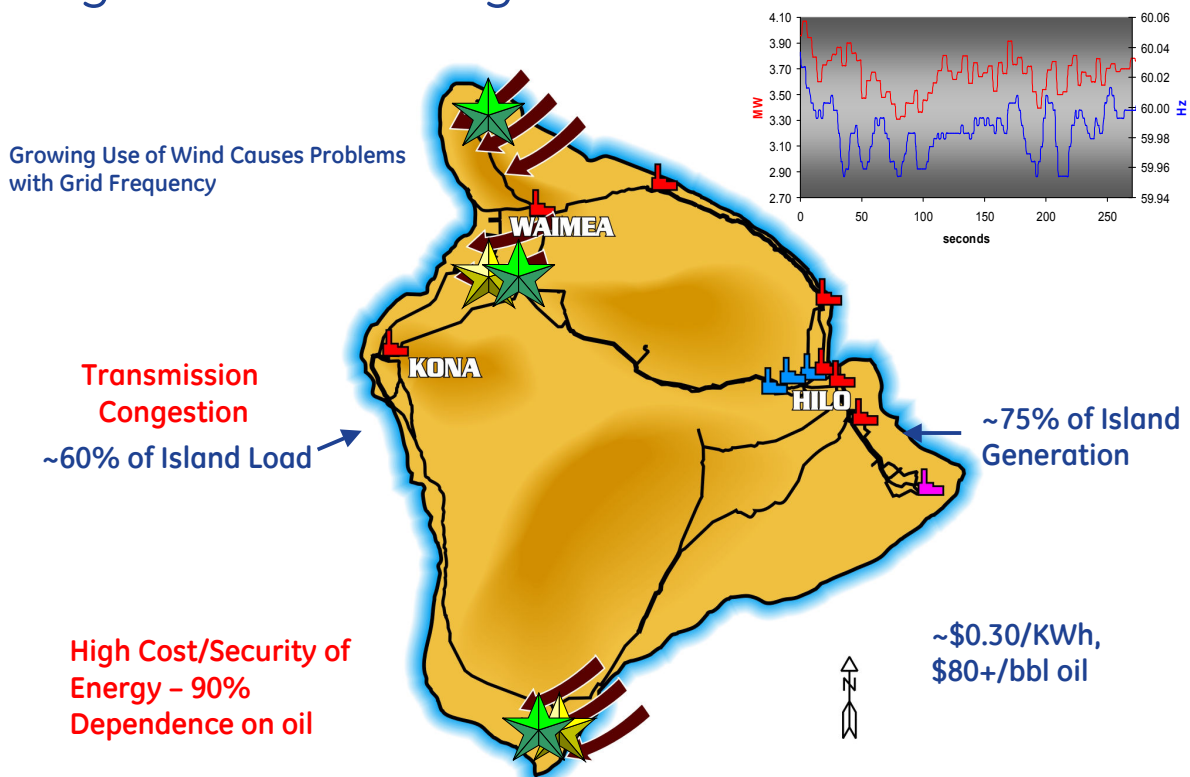 4.10
3.90
3.70
3.50
3.30
3.10
2.90
2.70
MW
60.06
60.04
60.02
60.00
59.98
59.96
59.94
Hz
0
50
100
150
200
250
seconds
Growing Use of Wind Causes Problems
with Grid Frequency
WAIMEA
KONA
HILO
Transmission
Congestion
~60% of Island Load
~75% of Island
Generation
High Cost/Security of
Energy – 90%
Dependence on oil
~$0.30/KWh,
$80+/bbl oil
N